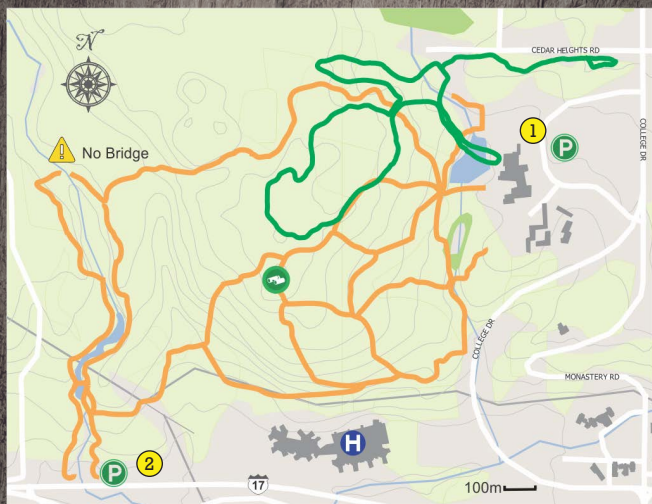 N
CEDAR HEIGHTS RD
1
P
COLLEGE DR
No Bridge
COLLEGE DR
MONASTERY RD
2
P
H
17
100m